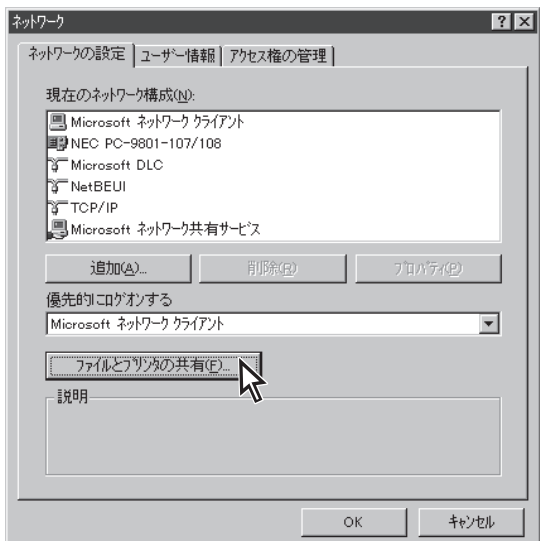 ネットワーク
ネットワークの設定 ユーザー情報 アクセス権の管理
現在のネットワーク構成(N):
Microsoft ネットワーク クライアント
NEC PC-9801-107/108
Microsoft DLC
NetBEUI
TCP/IP
Microsoft ネットワーク共有サービス
追加(A)... 削除(R) プロパティ(P)
優先的にログオンする
Microsoft ネットワーク クライアント
ファイルとプリンタの共有(F)...
説明
OK キャンセル